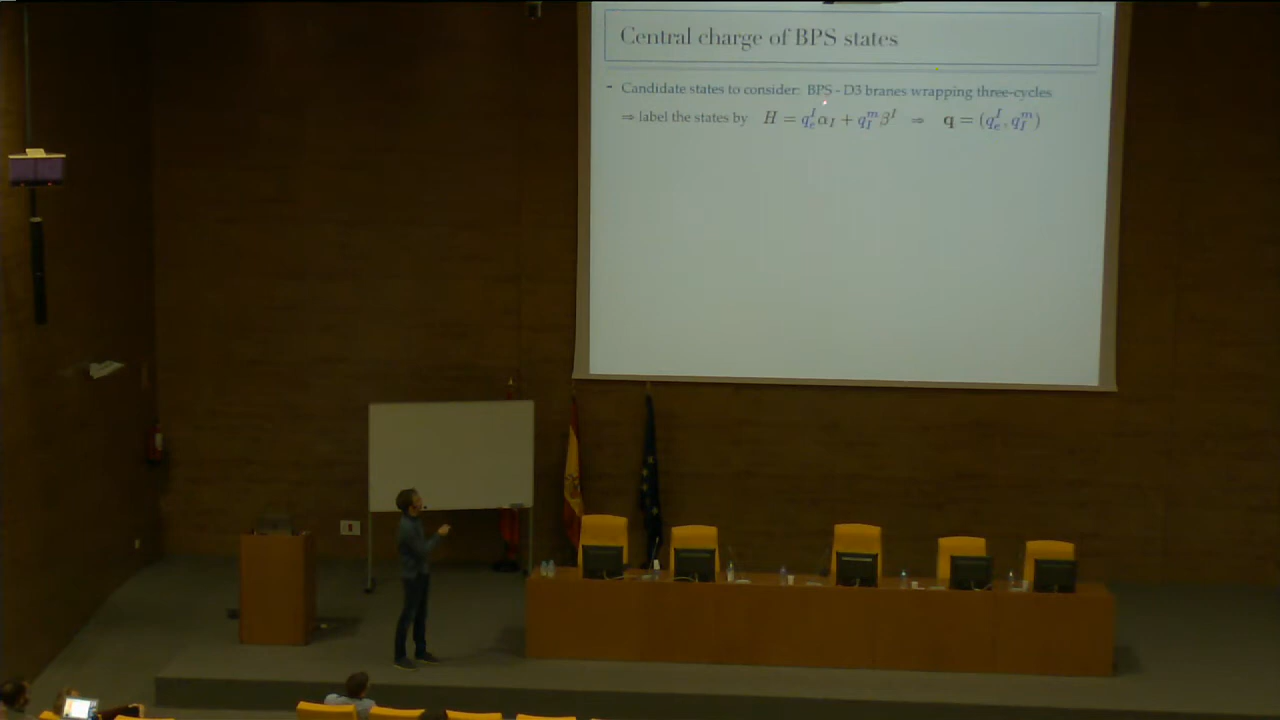 Central charge of BPS states
- Candidate states to consider: BPS - D3 branes wrapping three-cycles
⇒ label the states by H = q_e^I α_I + q_I^m β^I ⇒ q = (q_e^I, q_I^m)